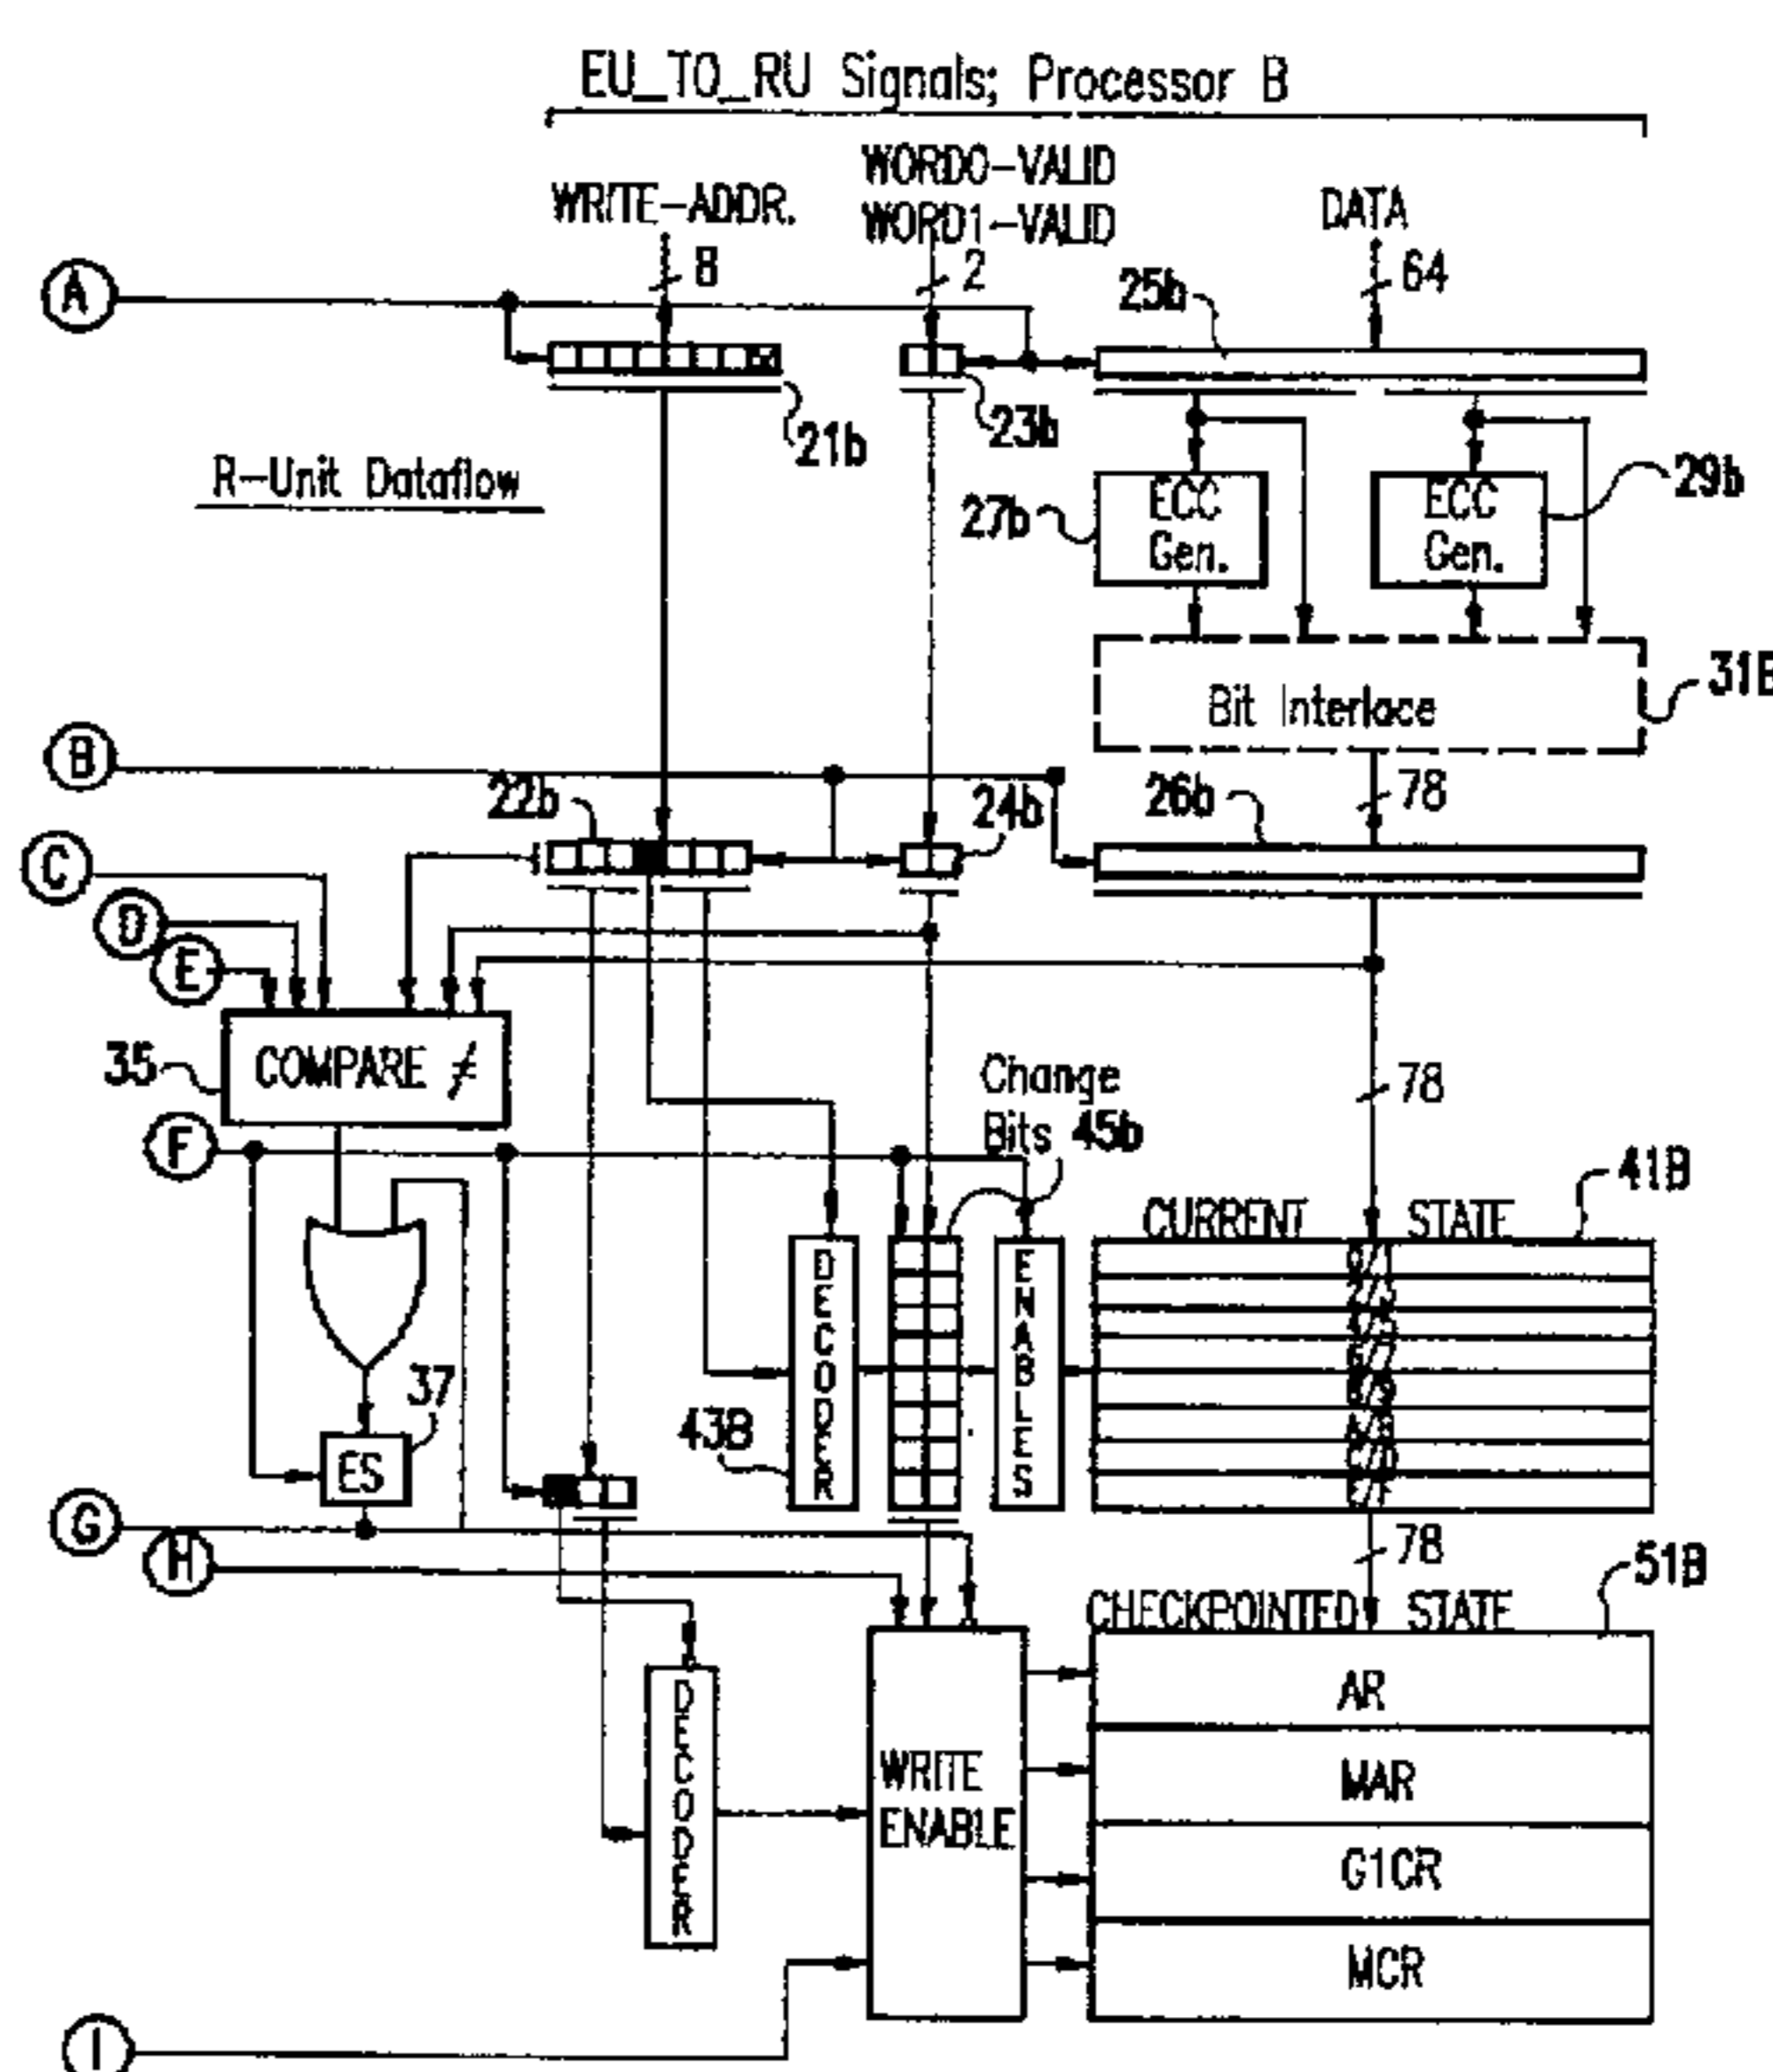 EU_TO_RU Signals; Processor B
WRITE-ADDR.
WORD0-VALID
WORD1-VALID
DATA
8
2
64
25b
A
21b
23b
R-Unit Dataflow
27b
ECC
Gen.
ECC
Gen.
29b
31B
Bit Interlace
B
22b
24b
26b
78
C
D
E
35
COMPARE ≠
Change
Bits 45b
78
F
41B
CURRENT STATE
DECODER
ENABLES
37
43B
ES
G
H
78
51B
CHECKPOINTED STATE
DECODER
WRITE
ENABLE
AR
MAR
G1CR
MCR
I